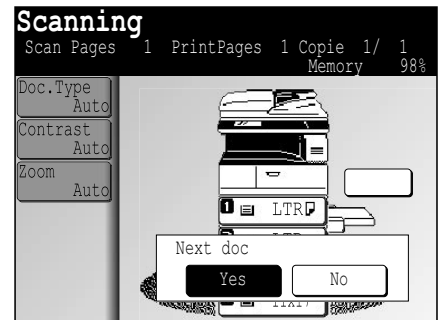 Scanning
Scan Pages 1 PrintPages 1 Copie 1/ 1
Memory 98%
Doc.Type
Auto
Contrast
Auto
Zoom
Auto
1 LTR
Next doc
Yes No